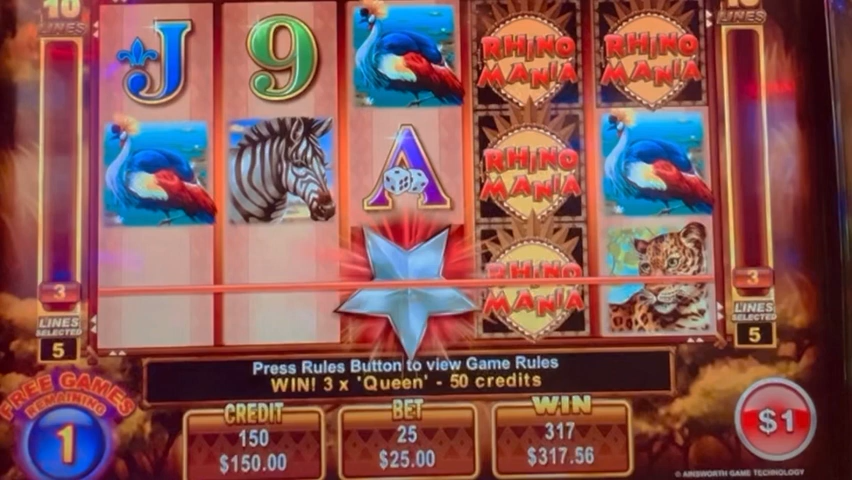 10
LINES
LINES
J
9
RHINO
MANIA
RHINO
MANIA
A
RHINO
MANIA
RHINO
MANIA
3
3
LINES
SELECTED
5
LINES
SELECTED
5
Press Rules Button to view Game Rules
WIN! 3 x 'Queen' - 50 credits
FREE GAMES
REMAINING
1
CREDIT
150
$150.00
BET
25
$25.00
WIN
317
$317.56
$1
© AINSWORTH GAME TECHNOLOGY